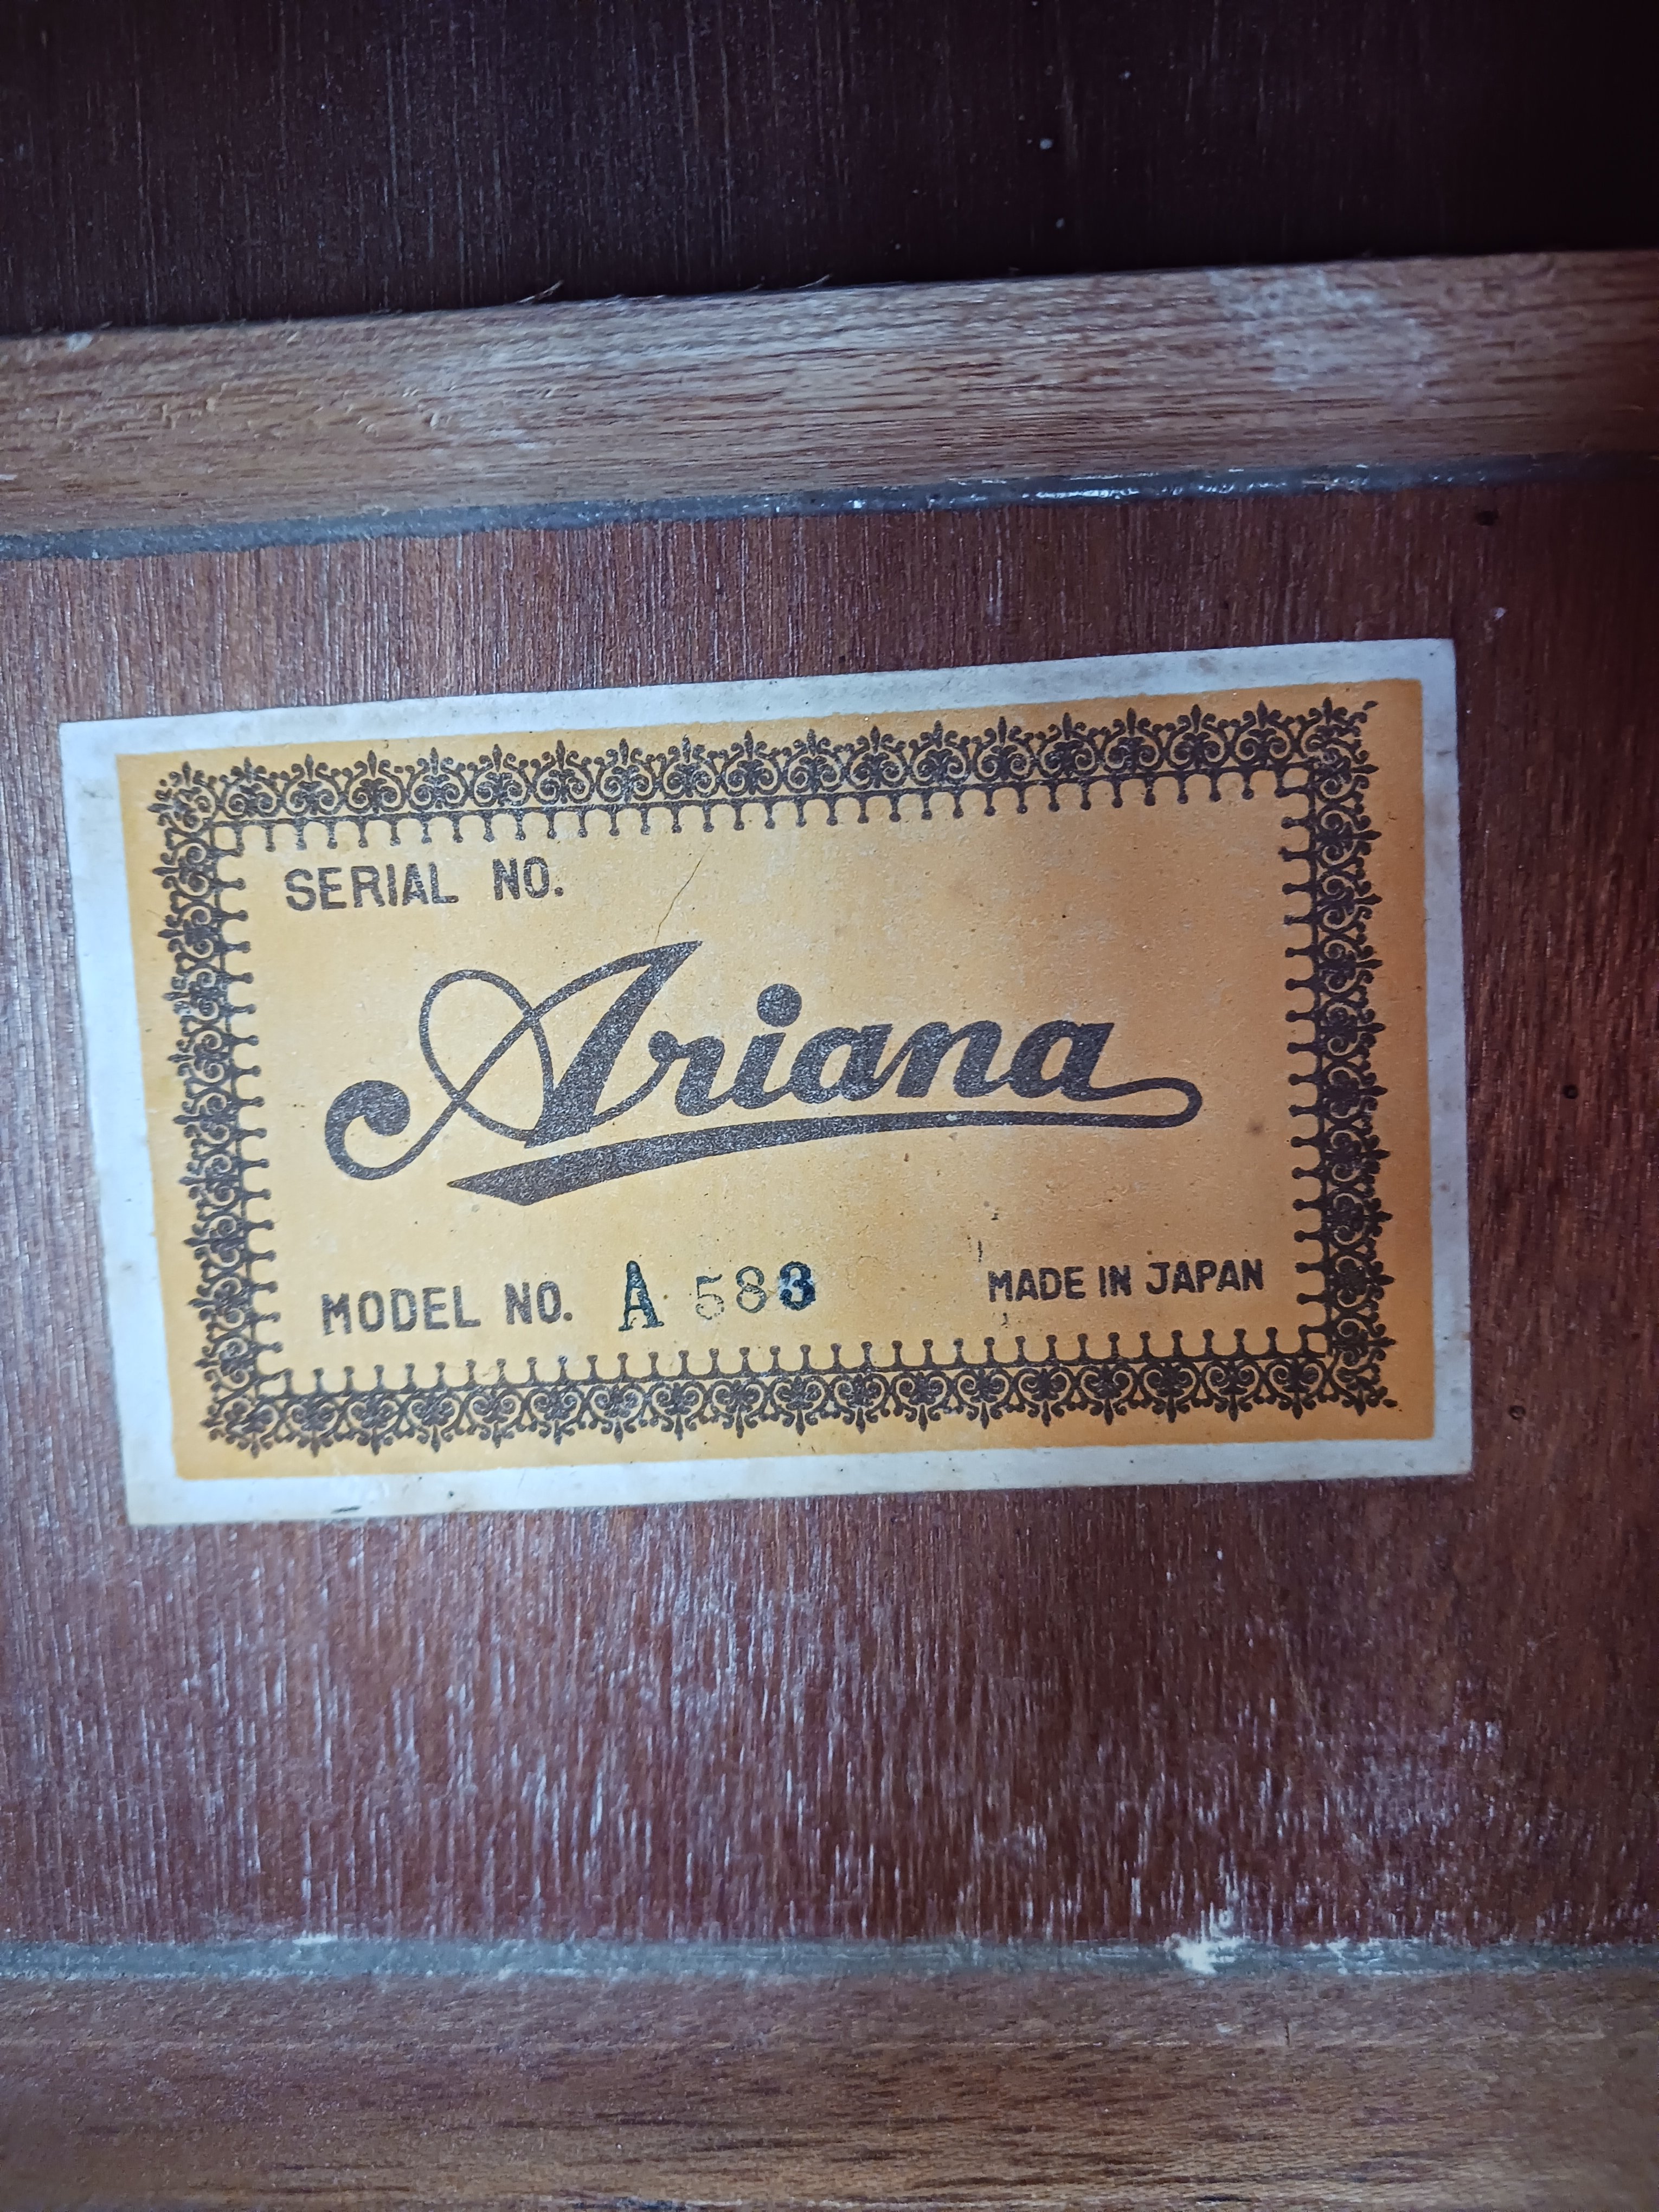 SERIAL NO.
Ariana
MODEL NO. A 583 MADE IN JAPAN